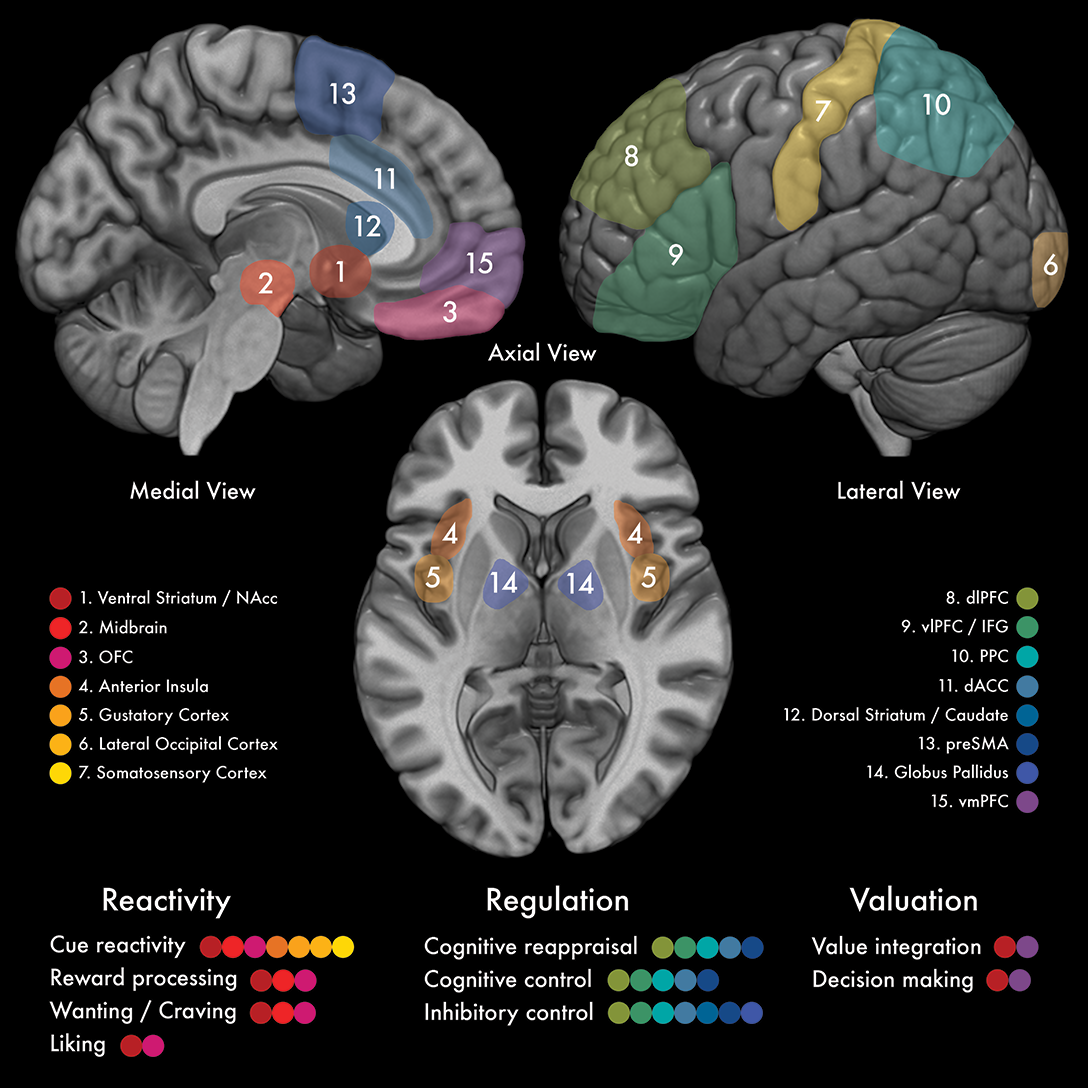 13
11
12
15
1
2
3
7
10
8
9
6
Axial View
Medial View
Lateral View
4
4
5
5
14
14
1. Ventral Striatum / NAcc
2. Midbrain
3. OFC
4. Anterior Insula
5. Gustatory Cortex
6. Lateral Occipital Cortex
7. Somatosensory Cortex
8. dlPFC
9. vlPFC / IFG
10. PPC
11. dACC
12. Dorsal Striatum / Caudate
13. preSMA
14. Globus Pallidus
15. vmPFC
Reactivity
Cue reactivity
Reward processing
Wanting / Craving
Liking
Regulation
Cognitive reappraisal
Cognitive control
Inhibitory control
Valuation
Value integration
Decision making